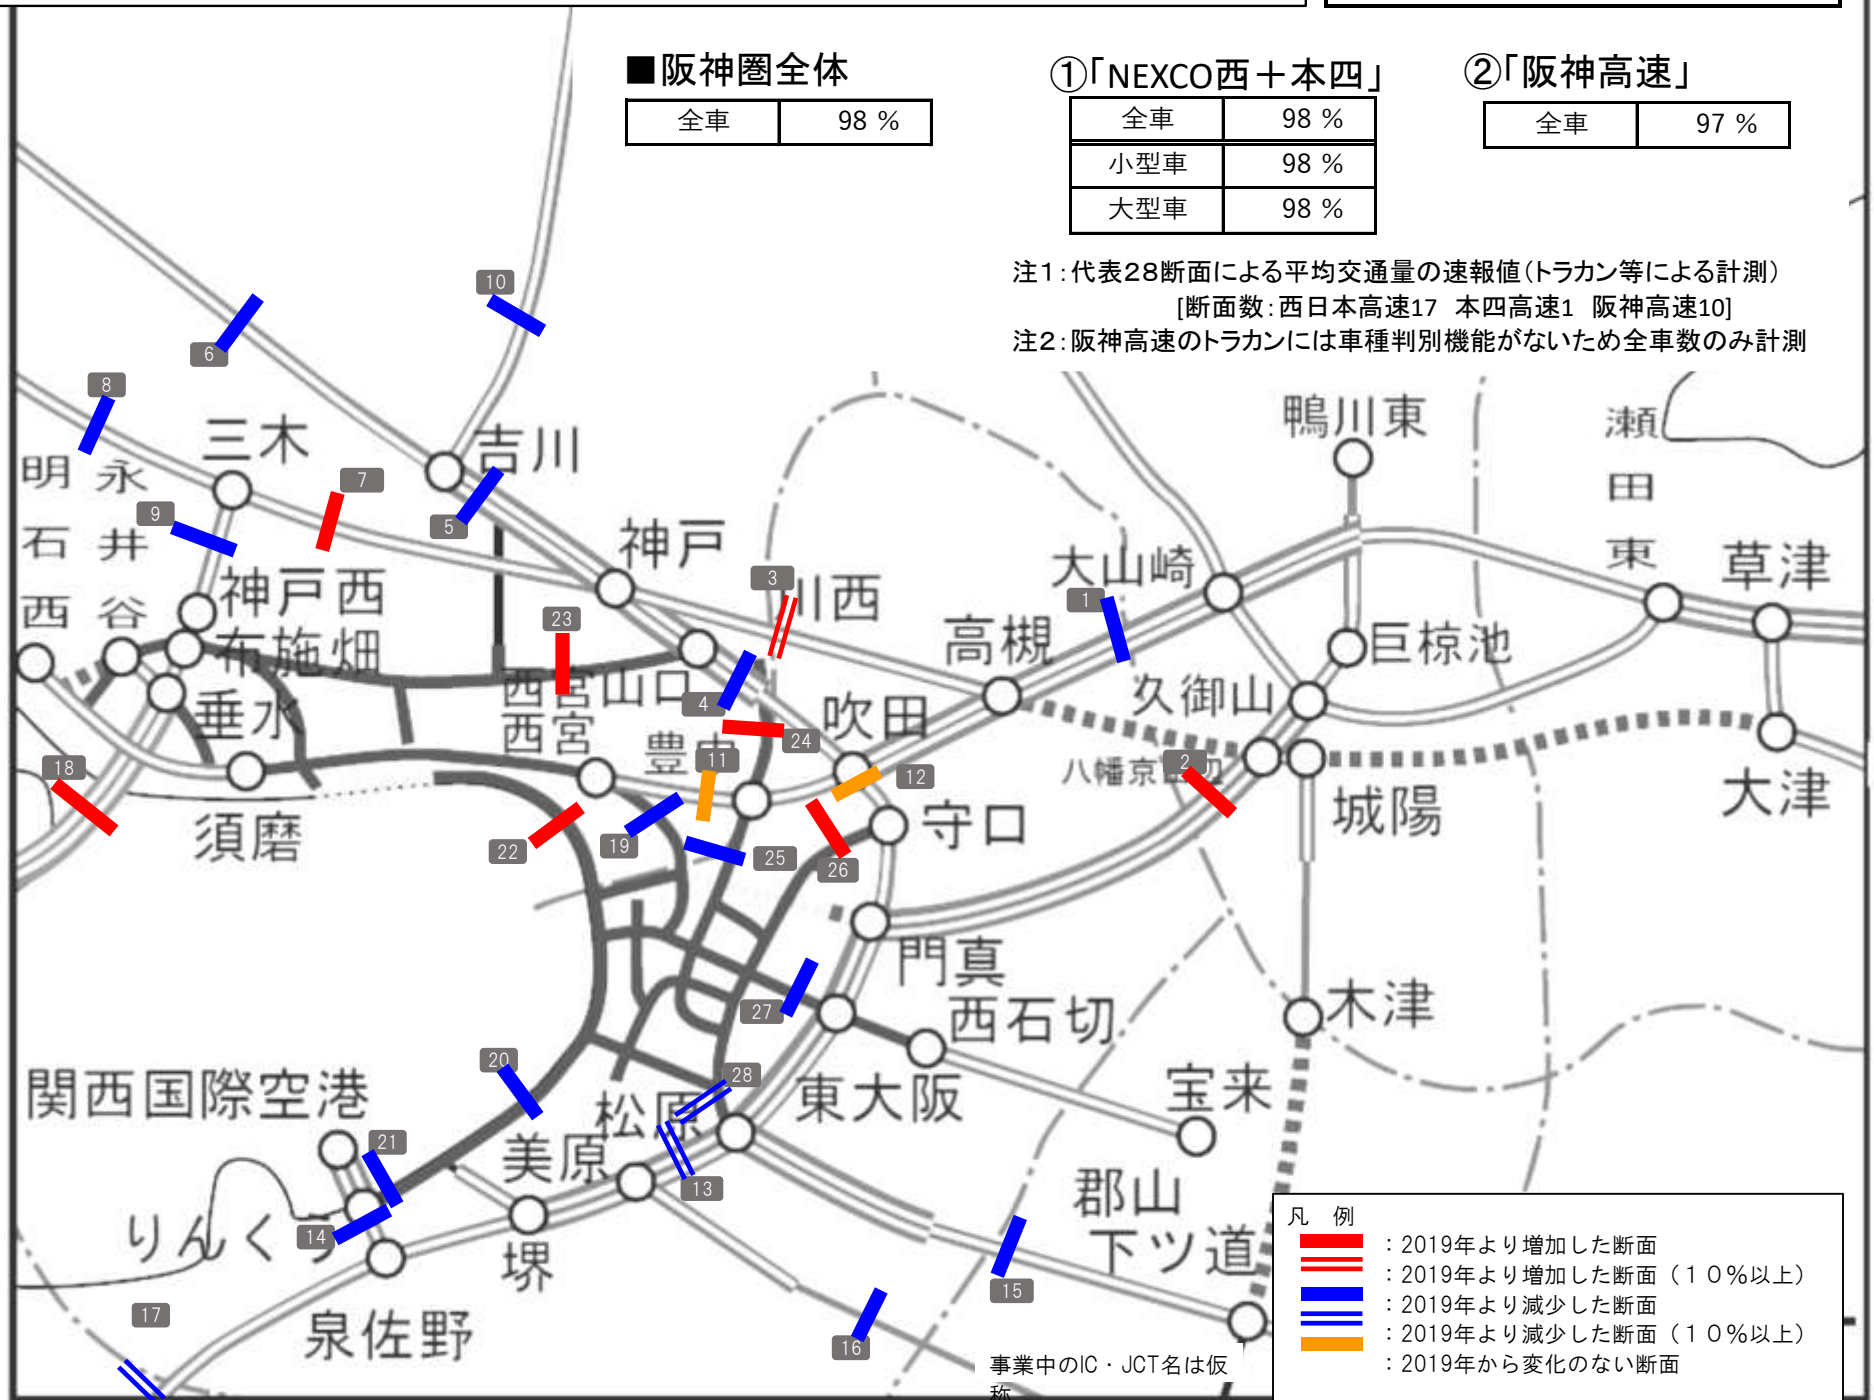 ■阪神圏全体
全車 98 %
①「NEXCO西＋本四」
全車 98 %
小型車 98 %
大型車 98 %
②「阪神高速」
全車 97 %
注1：代表28断面による平均交通量の速報値（トラカン等による計測）
[断面数：西日本高速17 本四高速1 阪神高速10]
注2：阪神高速のトラカンには車種判別機能がないため全車数のみ計測
10
6
8
鴨川東
瀬田東
三木
吉川
明石西
永井谷
7
9
5
神戸
大山崎
草津
3
川西
1
神戸西
23
高槻
巨椋池
布施畑
西宮山口
4
久御山
垂水
西宮
吹田
豊中
24
11
12
2
18
八幡京田辺
大津
城陽
須磨
守口
22
19
25
26
門真
27
西石切
木津
20
28
関西国際空港
松原
東大阪
宝来
21
美原
13
郡山
りんくう
14
下ツ道
堺
15
17
泉佐野
16
事業中のIC・JCT名は仮
称
凡 例
：2019年より増加した断面
：2019年より増加した断面（１０％以上）
：2019年より減少した断面
：2019年より減少した断面（１０％以上）
：2019年から変化のない断面